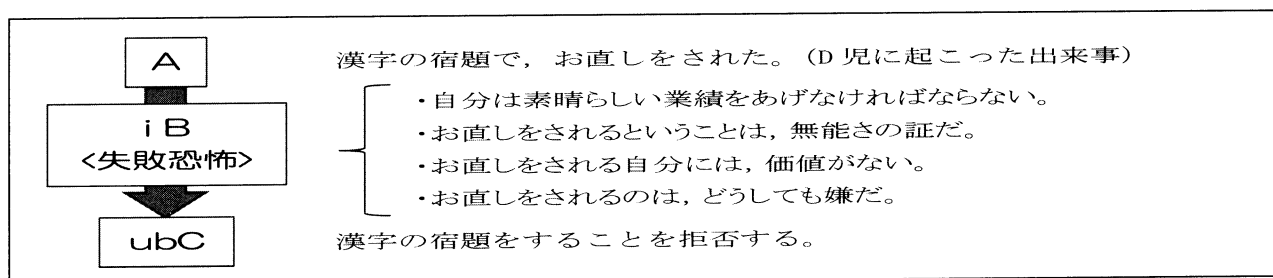 A
漢字の宿題で，お直しをされた。（D児に起こった出来事）
iB
<失敗恐怖>
・自分は素晴らしい業績をあげなければならない。
・お直しをされるということは，無能さの証だ。
・お直しをされる自分には，価値がない。
・お直しをされるのは，どうしても嫌だ。
ubC
漢字の宿題をすることを拒否する。